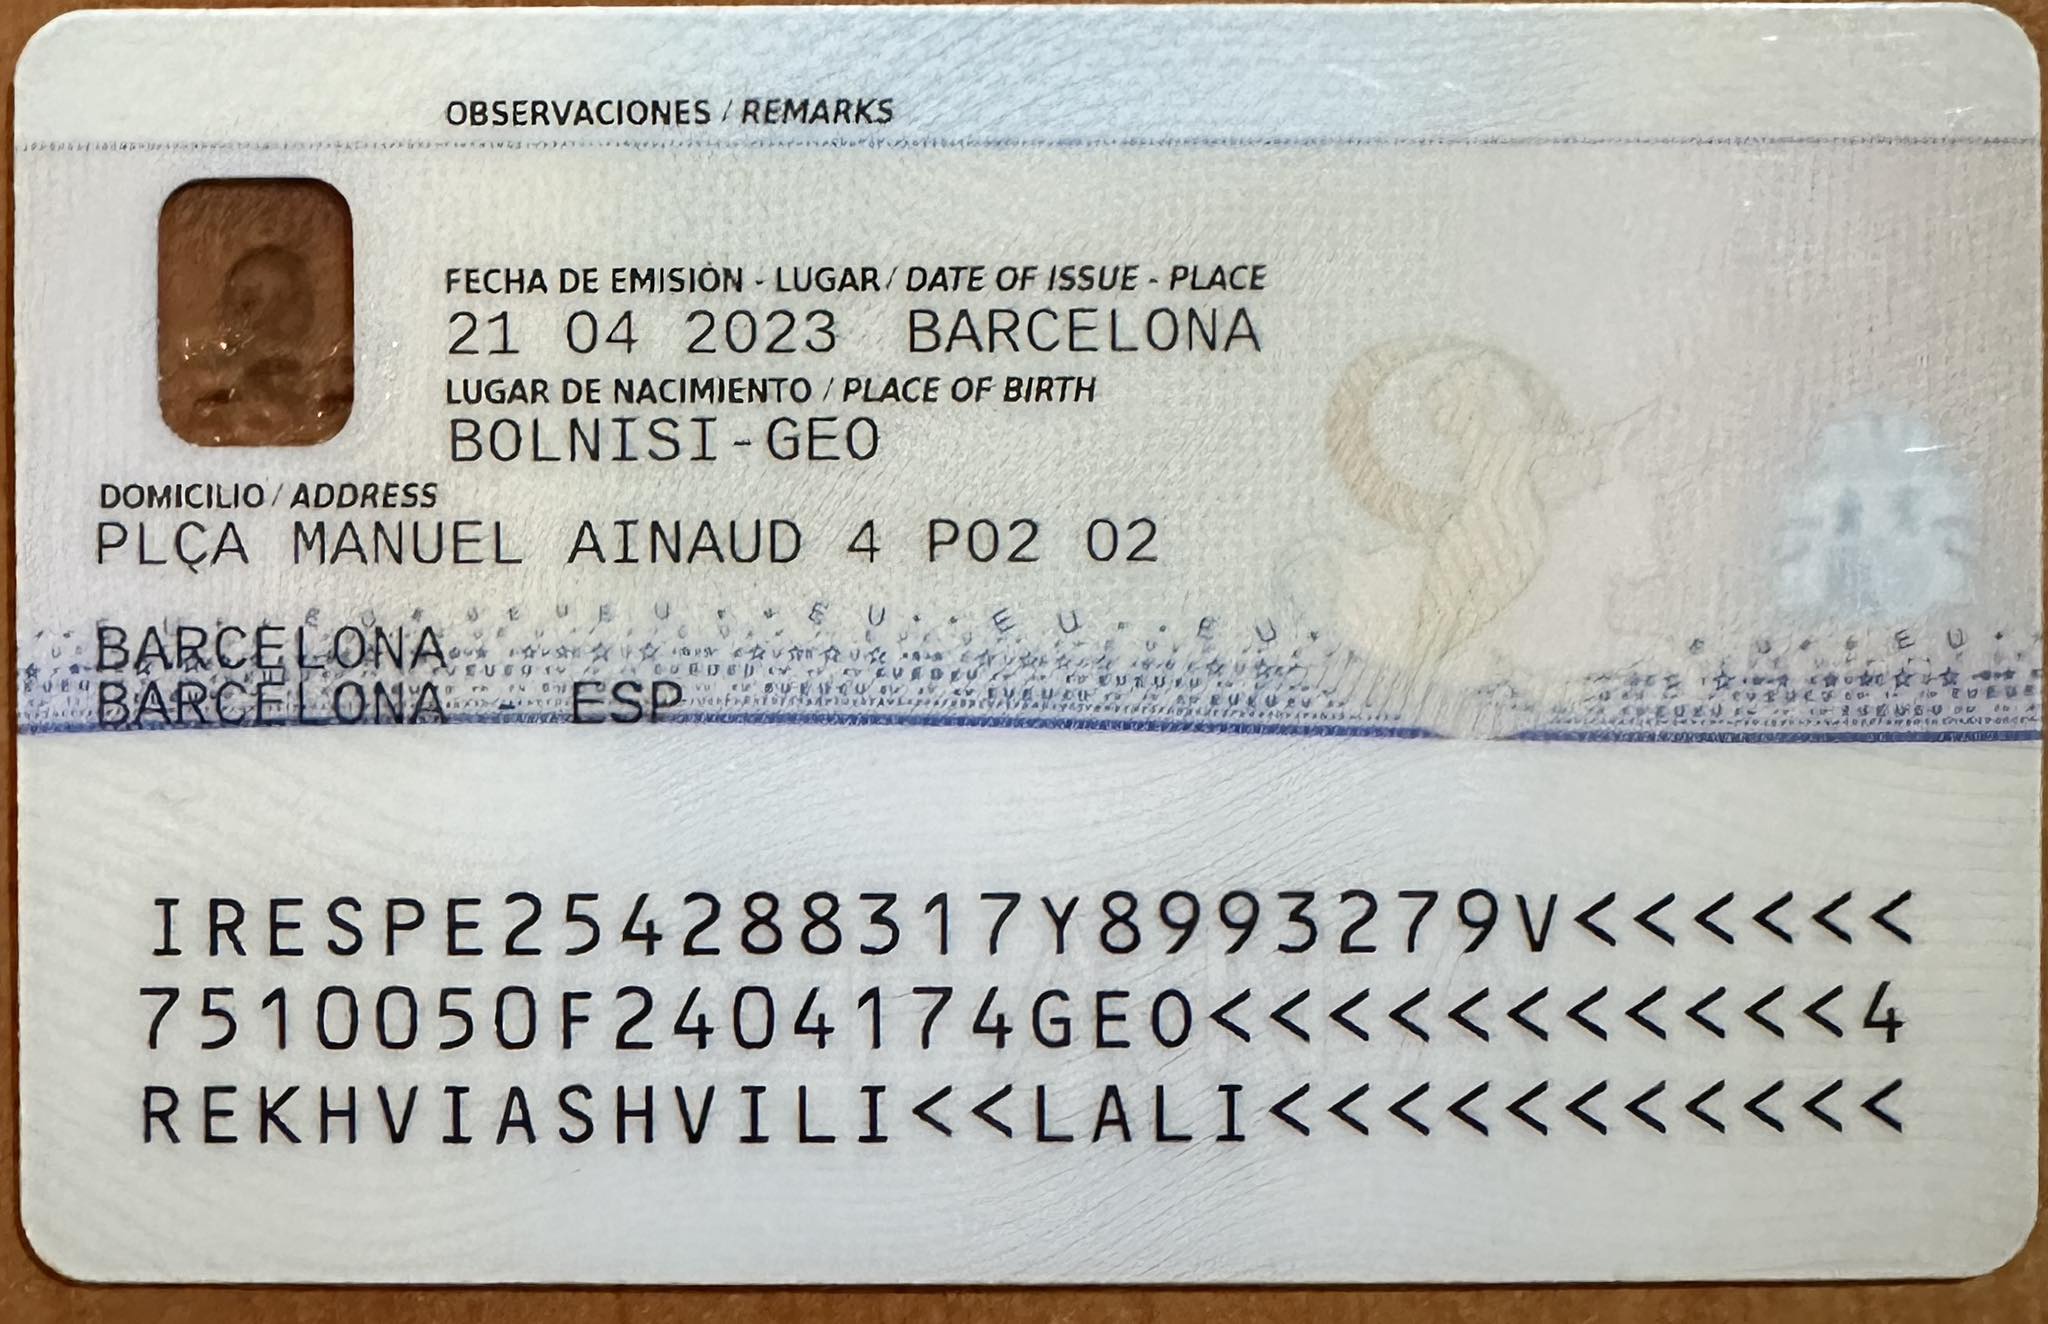 OBSERVACIONES / REMARKS
FECHA DE EMISIÓN - LUGAR / DATE OF ISSUE - PLACE
21 04 2023 BARCELONA
LUGAR DE NACIMIENTO / PLACE OF BIRTH
BOLNISI-GEO
DOMICILIO / ADDRESS
PLÇA MANUEL AINAUD 4 P02 02
BARCELONA
BARCELONA - ESP
IRESPE254288317Y8993279V<<<<<<
7510050F2404174GEO<<<<<<<<<<<4
REKHVIASHVILI<<LALI<<<<<<<<<<<